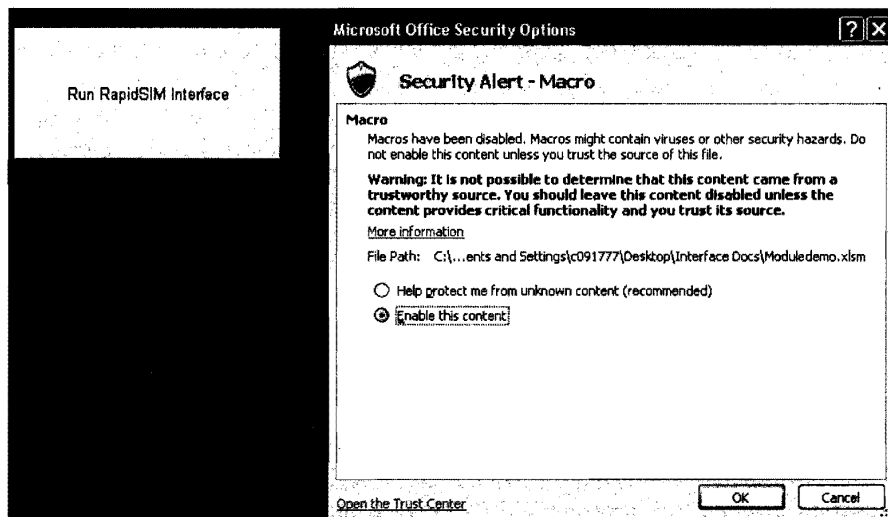 Run RapidSIM Interface
Microsoft Office Security Options
Security Alert - Macro
Macro
Macros have been disabled. Macros might contain viruses or other security hazards. Do
not enable this content unless you trust the source of this file.
Warning: It is not possible to determine that this content came from a
trustworthy source. You should leave this content disabled unless the
content provides critical functionality and you trust its source.
More information
File Path: C:\...ents and Settings\c091777\Desktop\Interface Docs\Moduledemo.xlsm
Help protect me from unknown content (recommended)
Enable this content
Open the Trust Center
OK
Cancel